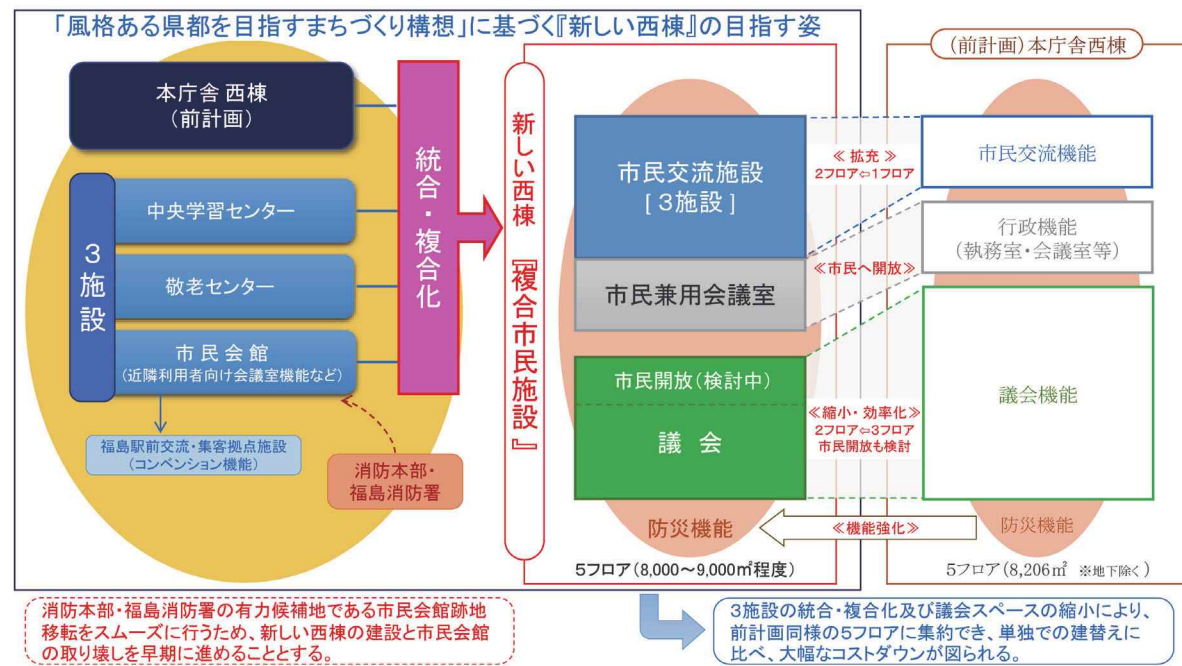 「風格ある県都を目指すまちづくり構想」に基づく『新しい西棟』の目指す姿
本庁舎 西棟
(前計画)
3施設
中央学習センター
敬老センター
市民会館
(近隣利用者向け会議室機能など)
福島駅前交流・集客拠点施設
(コンベンション機能)
消防本部・
福島消防署
統合・複合化
新しい西棟 『複合市民施設』
市民交流施設
[3施設]
市民兼用会議室
市民開放(検討中)
議会
防災機能
5フロア(8,000～9,000㎡程度)
≪拡充≫
2フロア⇦1フロア
≪市民へ開放≫
≪縮小・効率化≫
2フロア⇦3フロア
市民開放も検討
≪機能強化≫
(前計画)本庁舎西棟
市民交流機能
行政機能
(執務室・会議室等)
議会機能
防災機能
5フロア(8,206㎡ ※地下除く)
消防本部・福島消防署の有力候補地である市民会館跡地
移転をスムーズに行うため、新しい西棟の建設と市民会館
の取り壊しを早期に進めることとする。
3施設の統合・複合化及び議会スペースの縮小により、
前計画同様の5フロアに集約でき、単独での建替えに
比べ、大幅なコストダウンが図られる。